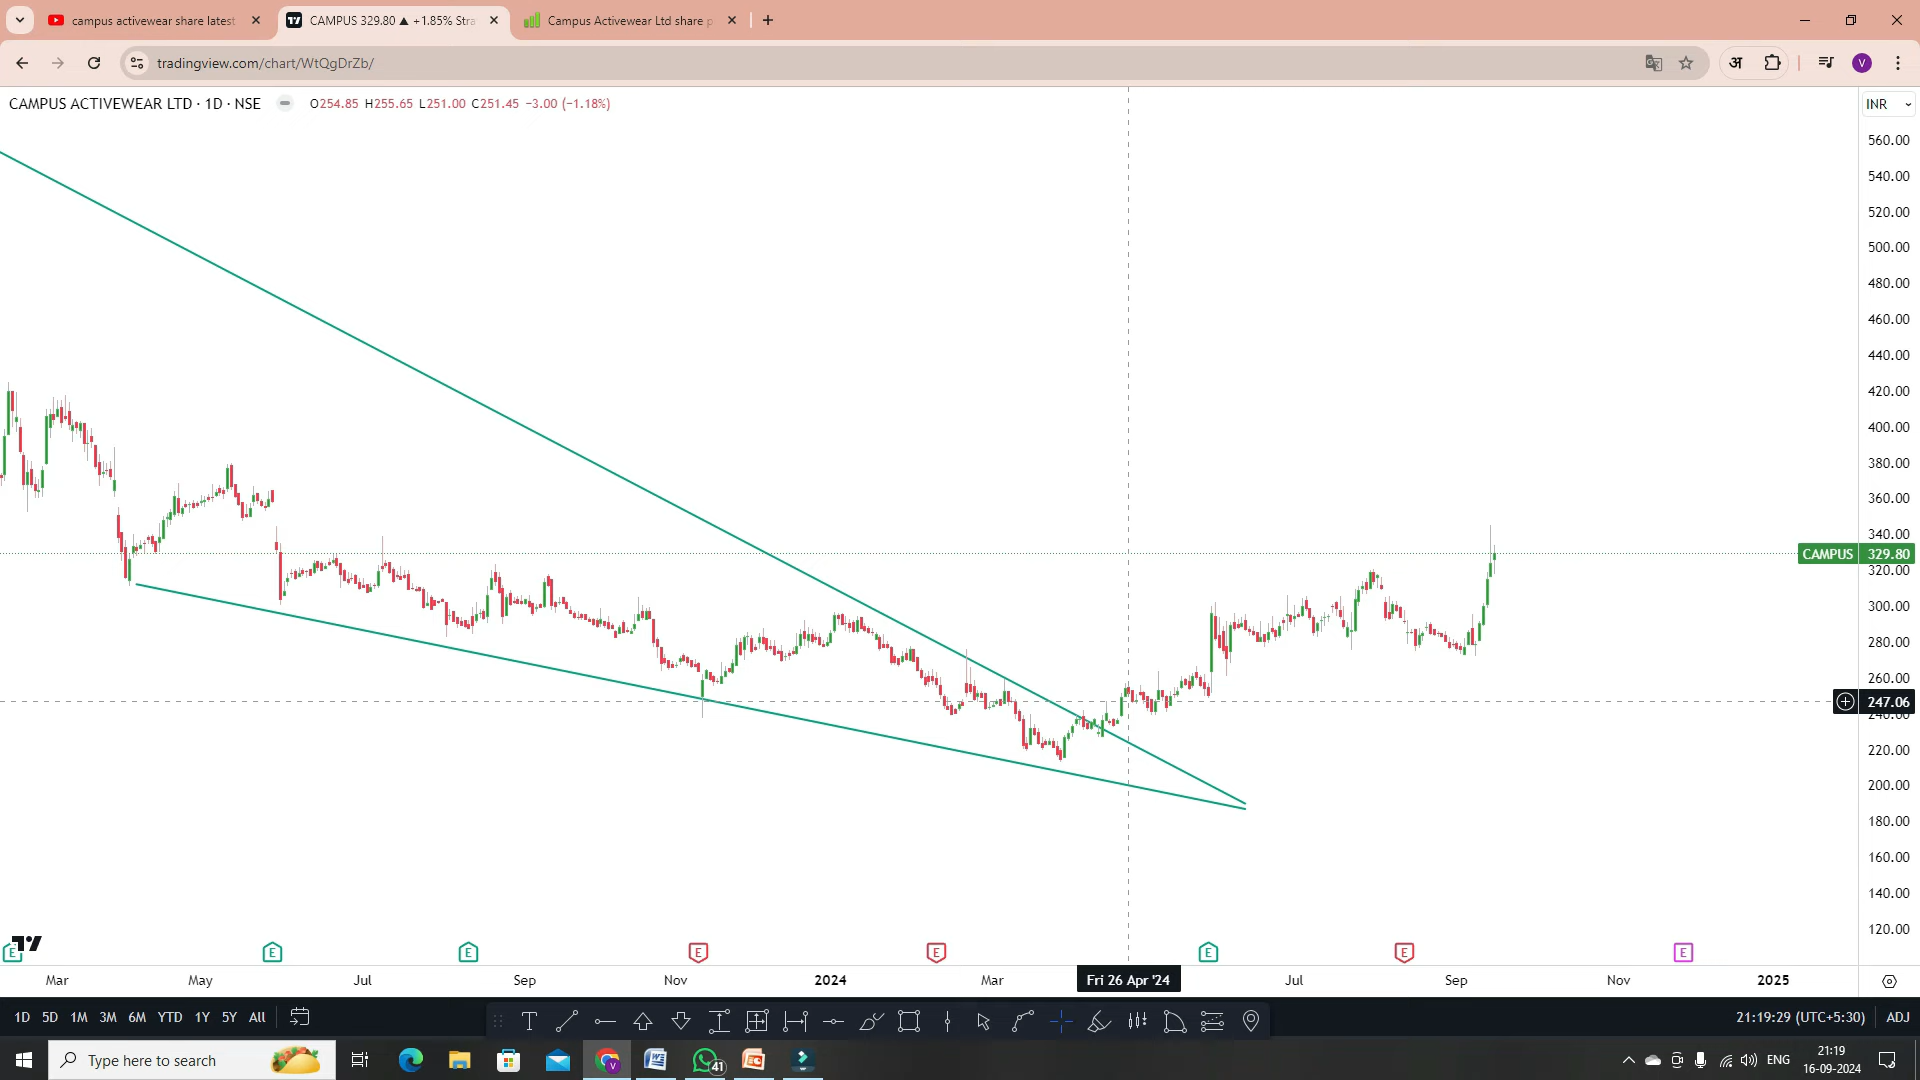 campus activewear share latest
CAMPUS 329.80 ▲ +1.85% Stra
Campus Activewear Ltd share p
tradingview.com/chart/WtQgDrZb/
अ
V
CAMPUS ACTIVEWEAR LTD · 1D · NSE
O254.85 H255.65 L251.00 C251.45 −3.00 (−1.18%)
INR
560.00
540.00
520.00
500.00
480.00
460.00
440.00
420.00
400.00
380.00
360.00
340.00
CAMPUS 329.80
320.00
300.00
280.00
260.00
247.06
240.00
220.00
200.00
180.00
160.00
140.00
120.00
E E E E E E E E
Mar May Jul Sep Nov 2024 Mar Fri 26 Apr '24 Jul Sep Nov 2025
1D 5D 1M 3M 6M YTD 1Y 5Y All
T
21:19:29 (UTC+5:30) ADJ
Type here to search
41
ENG
21:19
16-09-2024